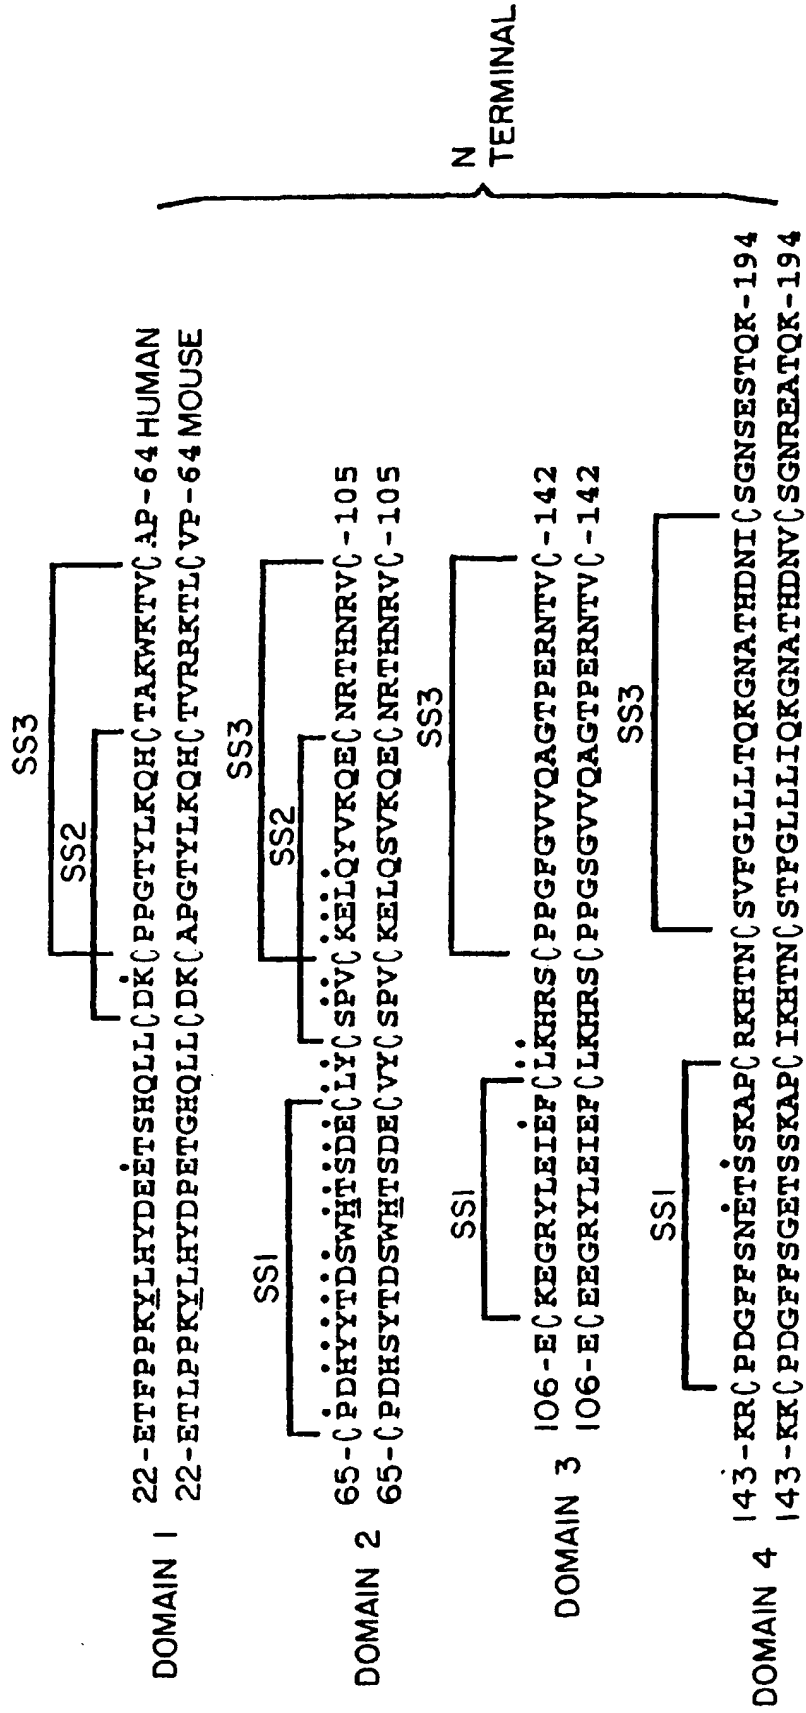 SS3
SS2
DOMAIN 1 22-ETFPPKYLHYDEETSHQLLCDKCPPGTYLKQHCTAKWKTVCAP-64 HUMAN
22-ETLPPKYLHYDPETGHQLLCDKCAPGTYLKQHCTVRRKTLCVP-64 MOUSE
SS3
SS1 SS2
DOMAIN 2 65-CPDHYYTDSWHTSDECLYCSPVCKELQYVKQECNRTHNRVC-105
65-CPDHSYTDSWHTSDECVYCSPVCKELQSVKQECNRTHNRVC-105
SS3
SS1
DOMAIN 3 106-ECKEGRYLEIEFCLKHRSCPPGFGVVQAGTPERNTVC-142
106-ECEEGRYLEIEFCLKHRSCPPGSGVVQAGTPERNTVC-142
SS3
SS1
DOMAIN 4 143-KRCPDGFFSNETSSKAPCRKHTNCSVFGLLLTQKGNATHDNICSGNSESTQK-194
143-KKCPDGFFSGETSSKAPCIKHTNCSTFGLLLIQKGNATHDNVCSGNREATQK-194
N
TERMINAL